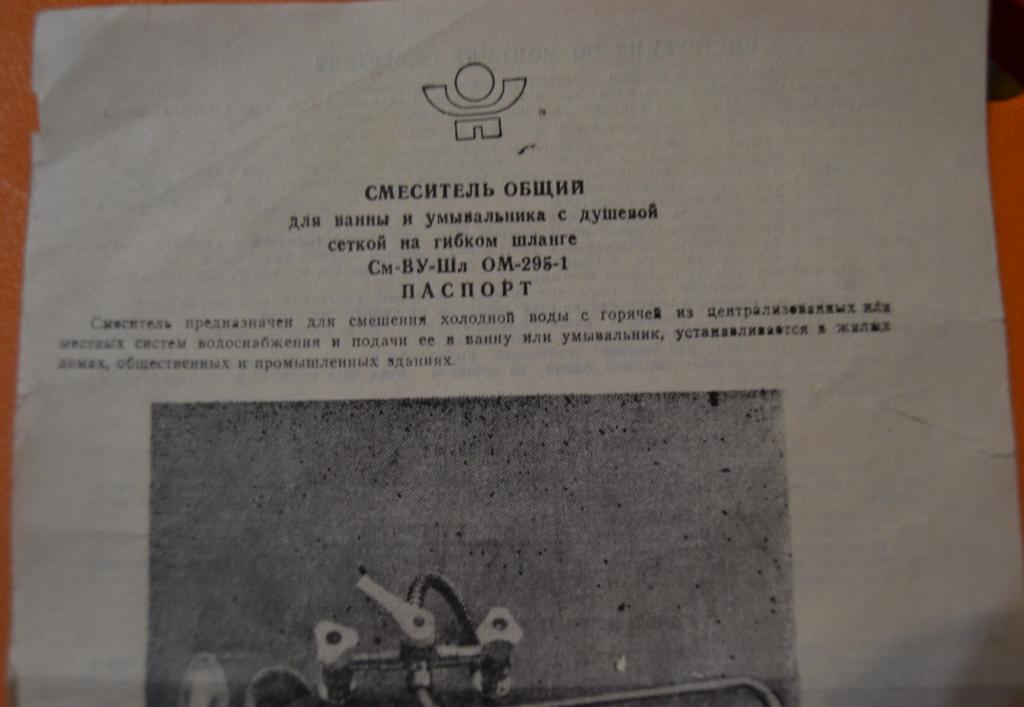 СМЕСИТЕЛЬ ОБЩИЙ
для ванны и умывальника с душевой
сеткой на гибком шланге
См-ВУ-Шл ОМ-295-1
ПАСПОРТ
Смеситель предназначен для смешения холодной воды с горячей из централизованных или
местных систем водоснабжения и подачи ее в ванну или умывальник, устанавливается в жилых
домах, общественных и промышленных зданиях.